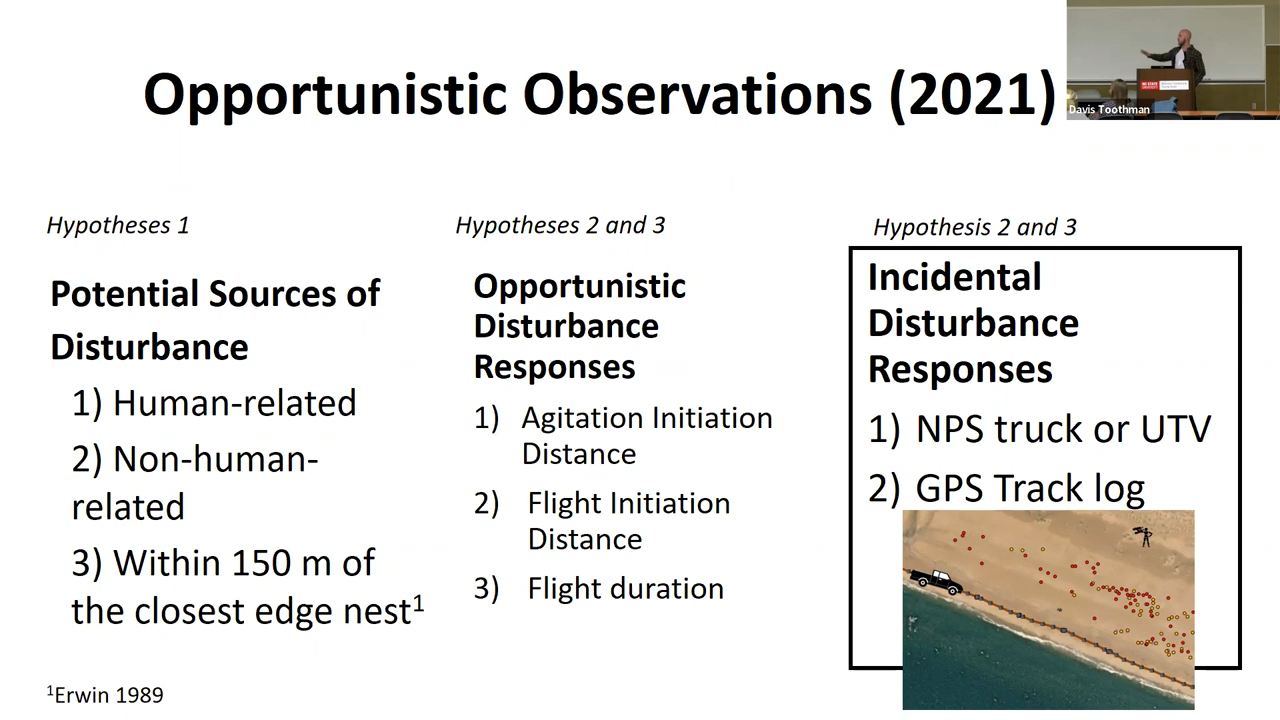 Opportunistic Observations (2021)
Davis Toothman
Hypotheses 1
Potential Sources of
Disturbance
1) Human-related
2) Non-human-
related
3) Within 150 m of
the closest edge nest¹
¹Erwin 1989
Hypotheses 2 and 3
Opportunistic
Disturbance
Responses
1) Agitation Initiation
Distance
2) Flight Initiation
Distance
3) Flight duration
Hypothesis 2 and 3
Incidental
Disturbance
Responses
1) NPS truck or UTV
2) GPS Track log